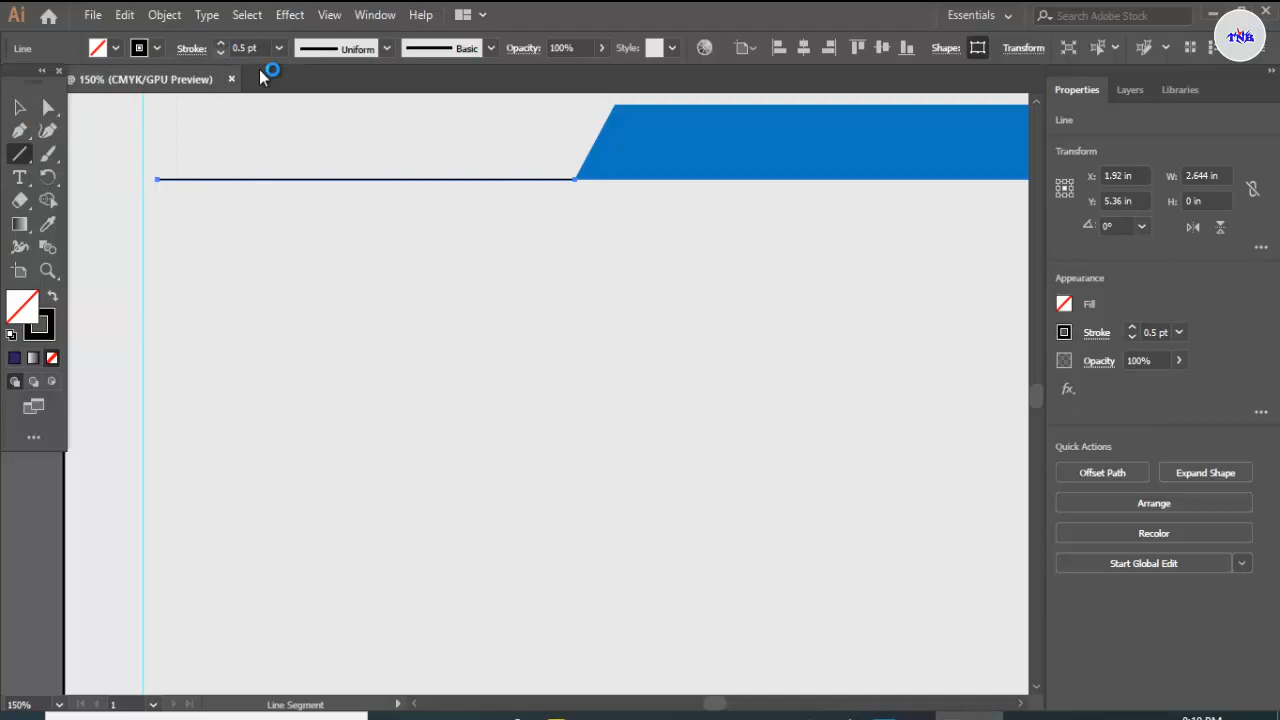 Ai File Edit Object Type Select Effect View Window Help Essentials Search Adobe Stock
TNB
Line Stroke: 0.5 pt Uniform Basic Opacity: 100% Style: Shape: Transform
@ 150% (CMYK/GPU Preview) ×
Properties Layers Libraries
Line
Transform
X: 1.92 in W: 2.644 in
Y: 5.36 in H: 0 in
0°
Appearance
Fill
Stroke 0.5 pt
Opacity 100%
fx.
Quick Actions
Offset Path Expand Shape
Arrange
Recolor
Start Global Edit
150% 1 Line Segment